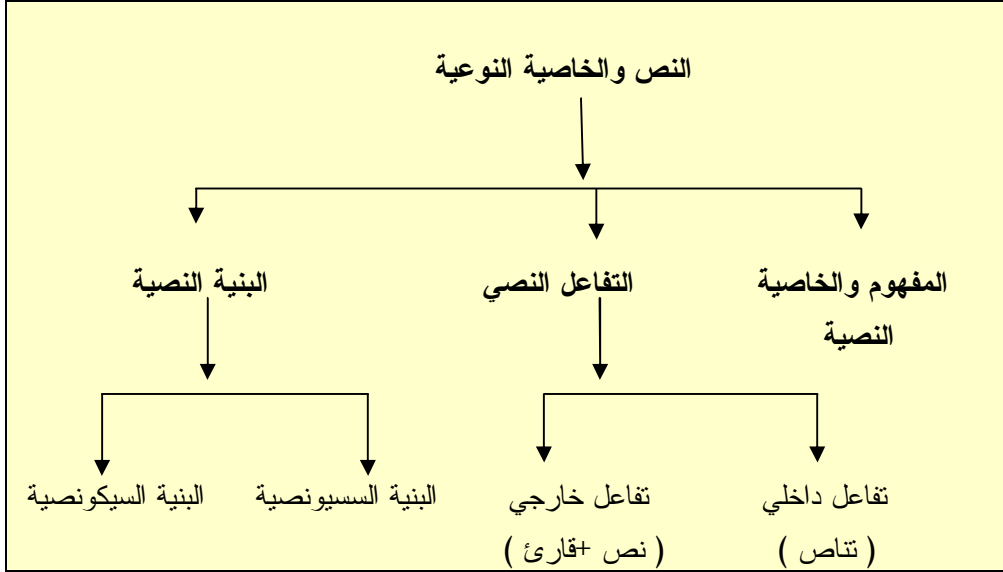 النص والخاصية النوعية
المفهوم والخاصية النصية
التفاعل النصي
البنية النصية
تفاعل داخلي
( تناص )
تفاعل خارجي
( نص +قارئ )
البنية السسيونصية
البنية السيكونصية